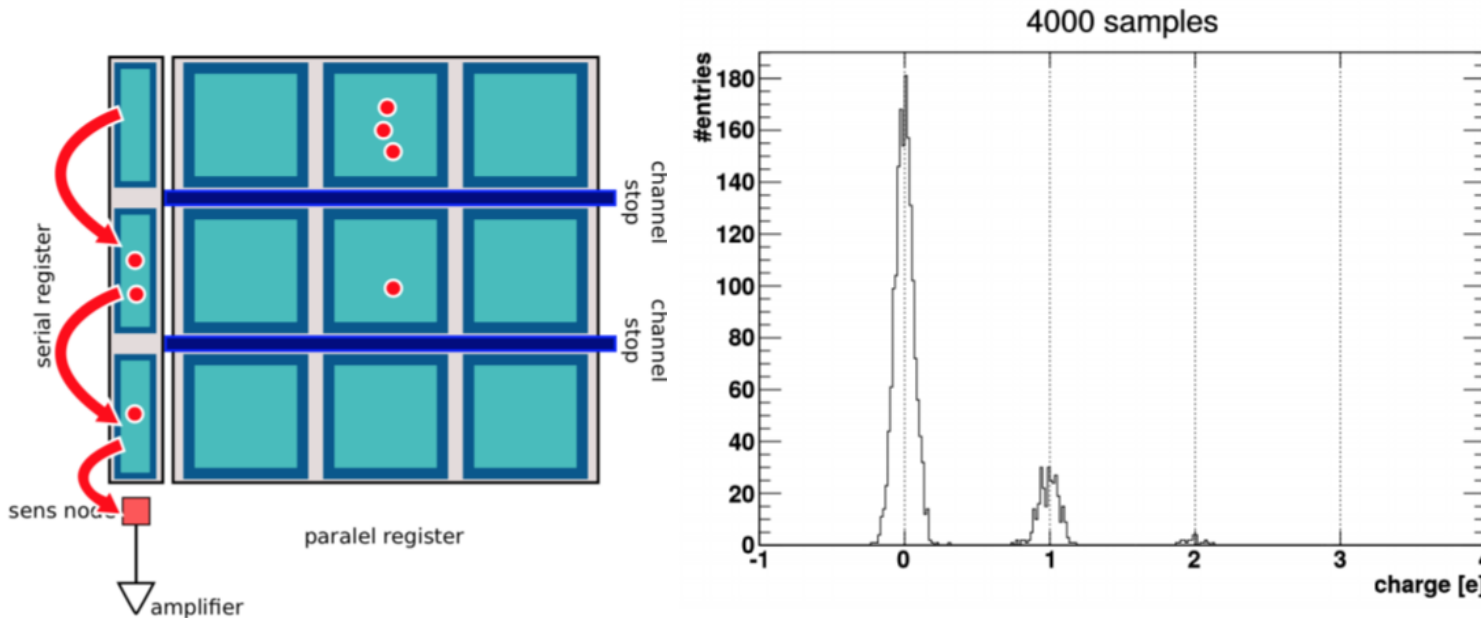 serial register
channel
stop
channel
stop
sens node
paralel register
amplifier
4000 samples
#entries
180
160
140
120
100
80
60
40
20
0
-1 0 1 2 3 4
charge [e]